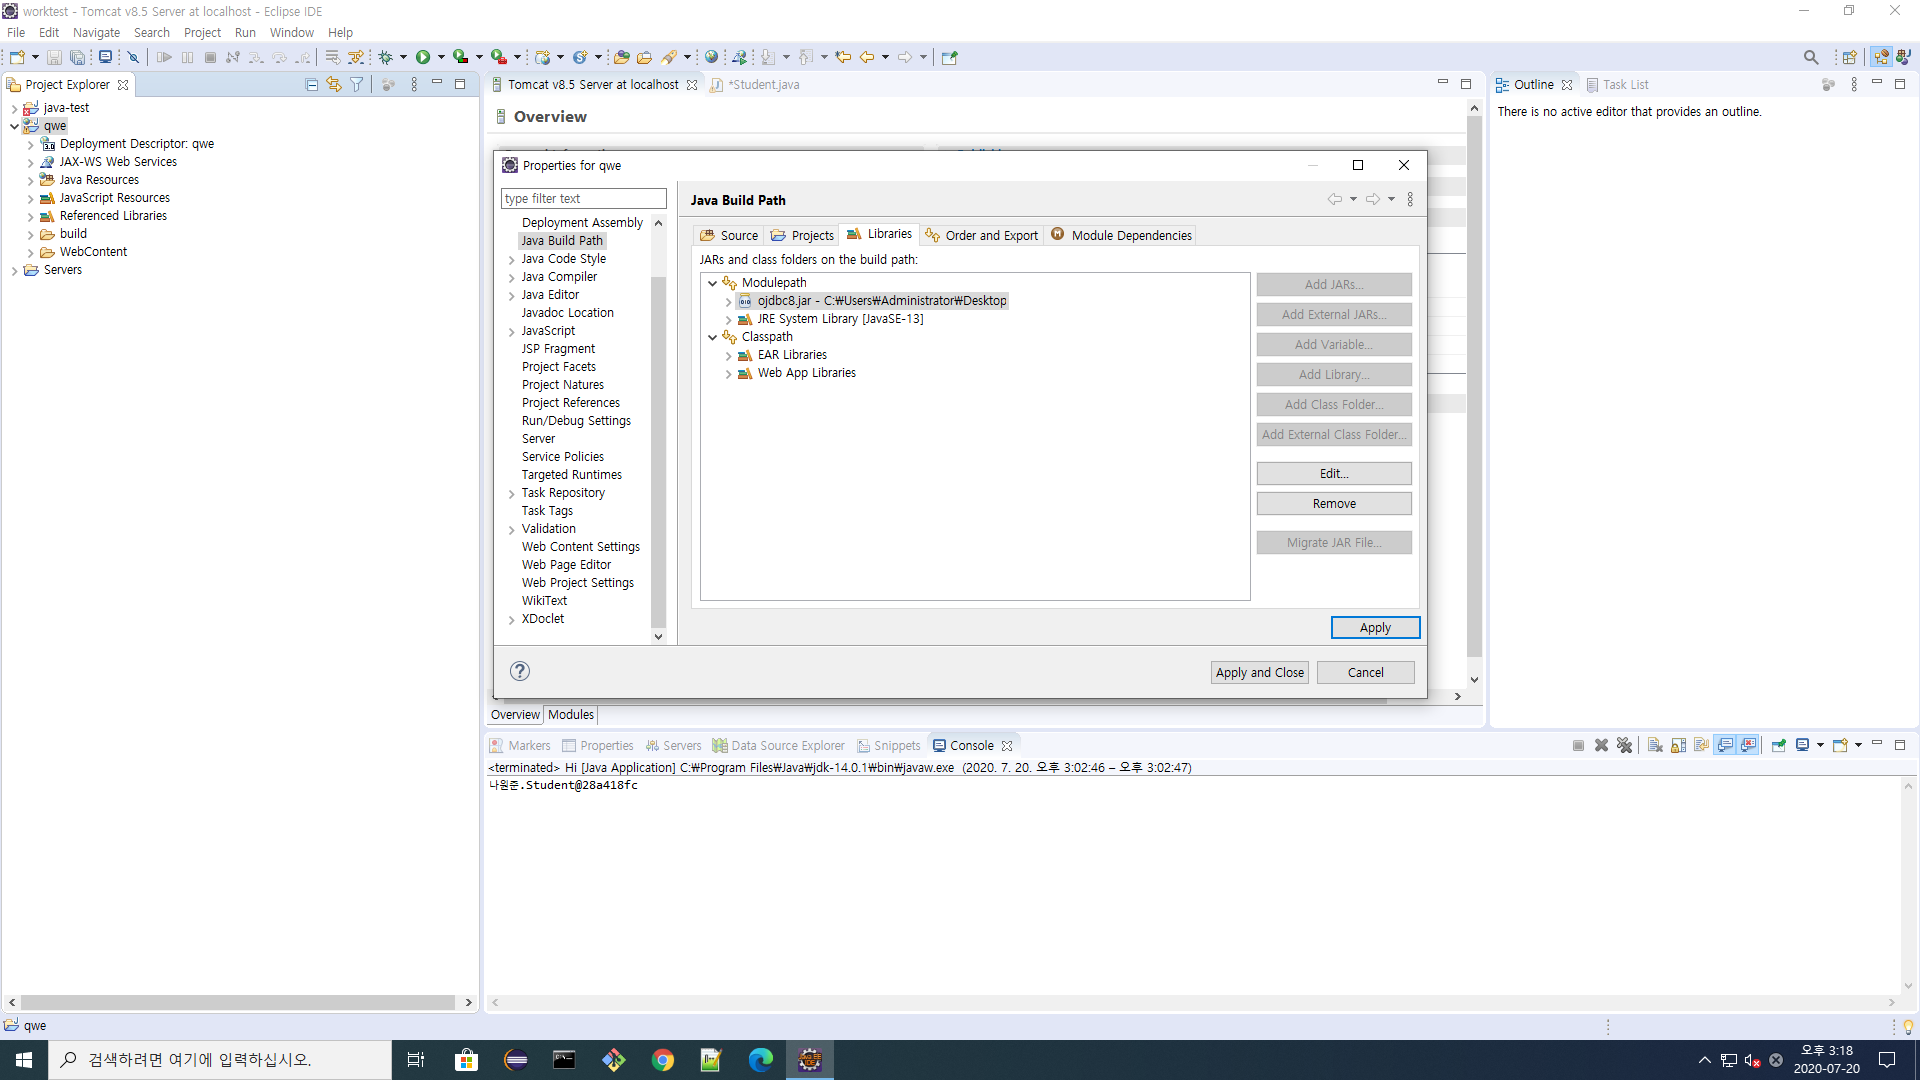 worktest - Tomcat v8.5 Server at localhost - Eclipse IDE
File Edit Navigate Search Project Run Window Help
Project Explorer
java-test
qwe
Deployment Descriptor: qwe
JAX-WS Web Services
Java Resources
JavaScript Resources
Referenced Libraries
build
WebContent
Servers
Tomcat v8.5 Server at localhost
*Student.java
Overview
Properties for qwe
type filter text
Deployment Assembly
Java Build Path
Java Code Style
Java Compiler
Java Editor
Javadoc Location
JavaScript
JSP Fragment
Project Facets
Project Natures
Project References
Run/Debug Settings
Server
Service Policies
Targeted Runtimes
Task Repository
Task Tags
Validation
Web Content Settings
Web Page Editor
Web Project Settings
WikiText
XDoclet
Java Build Path
Source Projects Libraries Order and Export Module Dependencies
JARs and class folders on the build path:
Modulepath
ojdbc8.jar - C:₩Users₩Administrator₩Desktop
JRE System Library [JavaSE-13]
Classpath
EAR Libraries
Web App Libraries
Add JARs...
Add External JARs...
Add Variable...
Add Library...
Add Class Folder...
Add External Class Folder...
Edit...
Remove
Migrate JAR File...
Apply
Apply and Close
Cancel
Overview Modules
Outline Task List
There is no active editor that provides an outline.
Markers Properties Servers Data Source Explorer Snippets Console
<terminated> Hi [Java Application] C:₩Program Files₩Java₩jdk-14.0.1₩bin₩javaw.exe (2020. 7. 20. 오후 3:02:46 – 오후 3:02:47)
나원준.Student@28a418fc
qwe
검색하려면 여기에 입력하십시오.
오후 3:18
2020-07-20